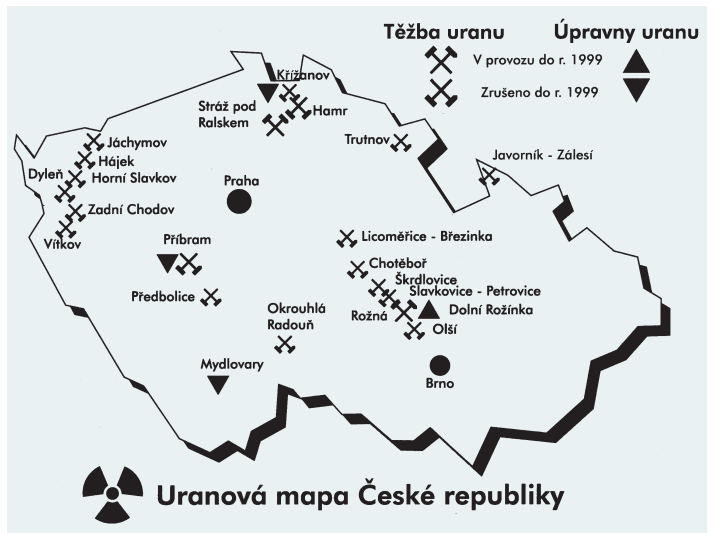 Těžba uranu
Úpravny uranu
V provozu do r. 1999
Zrušeno do r. 1999
Křížanov
Stráž pod
Ralskem
Hamr
Trutnov
Javorník - Zálesí
Jáchymov
Hájek
Dyleň
Horní Slavkov
Praha
Zadní Chodov
Vítkov
Příbram
Licoměřice - Březinka
Chotěboř
Škrdlovice
Slavkovice - Petrovice
Předbolice
Okrouhlá
Radouň
Rožná
Dolní Rožínka
Olší
Mydlovary
Brno
Uranová mapa České republiky